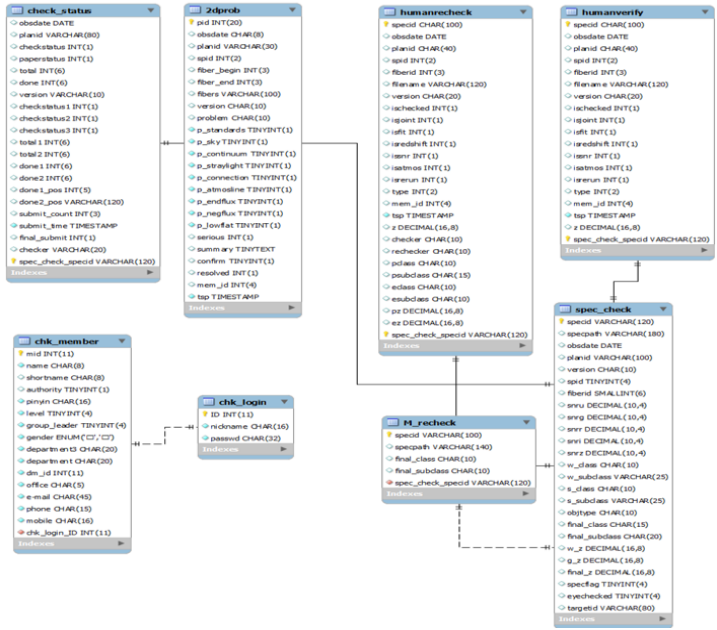 check_status
obsdate DATE
planid VARCHAR(80)
checkstatus INT(1)
paperstatus INT(1)
total INT(6)
done INT(6)
version VARCHAR(10)
checkstatus1 INT(1)
checkstatus2 INT(1)
checkstatus3 INT(1)
total1 INT(6)
total2 INT(6)
done1 INT(6)
done2 INT(6)
done1_pos INT(5)
done2_pos VARCHAR(120)
submit_count INT(3)
submit_time TIMESTAMP
final_submit INT(1)
checker VARCHAR(20)
spec_check_specid VARCHAR(120)
Indexes
2dprob
pid INT(20)
obsdate CHAR(8)
planid VARCHAR(30)
spid INT(2)
fiber_begin INT(3)
fiber_end INT(3)
fibers VARCHAR(100)
version CHAR(10)
problem CHAR(10)
p_standards TINYINT(1)
p_sky TINYINT(1)
p_continuum TINYINT(1)
p_straylight TINYINT(1)
p_connection TINYINT(1)
p_atmosline TINYINT(1)
p_endflux TINYINT(1)
p_negflux TINYINT(1)
p_lowflat TINYINT(1)
serious INT(1)
summary TINYTEXT
confirm TINYINT(1)
resolved INT(1)
mem_id INT(4)
tsp TIMESTAMP
Indexes
humanrecheck
specid CHAR(100)
obsdate DATE
planid CHAR(40)
spid INT(2)
fiberid INT(3)
filename VARCHAR(120)
version CHAR(20)
ischecked INT(1)
isjoint INT(1)
isfit INT(1)
isredshift INT(1)
issnr INT(1)
isatmos INT(1)
isrerun INT(1)
type INT(2)
mem_id INT(4)
tsp TIMESTAMP
z DECIMAL(16,8)
checker CHAR(10)
rechecker CHAR(10)
pclass CHAR(10)
psubclass CHAR(15)
eclass CHAR(10)
esubclass CHAR(10)
pz DECIMAL(16,8)
ez DECIMAL(16,8)
spec_check_specid VARCHAR(120)
Indexes
humanverify
specid CHAR(100)
obsdate DATE
planid CHAR(40)
spid INT(2)
fiberid INT(3)
filename VARCHAR(120)
version CHAR(20)
ischecked INT(1)
isjoint INT(1)
isfit INT(1)
isredshift INT(1)
issnr INT(1)
isatmos INT(1)
isrerun INT(1)
type INT(2)
mem_id INT(4)
tsp TIMESTAMP
z DECIMAL(16,8)
spec_check_specid VARCHAR(120)
Indexes
chk_member
mid INT(11)
name CHAR(8)
shortname CHAR(8)
authority TINYINT(1)
pinyin CHAR(16)
level TINYINT(4)
group_leader TINYINT(4)
gender ENUM('□','□')
department3 CHAR(20)
department CHAR(20)
dm_id INT(11)
office CHAR(5)
e-mail CHAR(45)
phone CHAR(15)
mobile CHAR(16)
chk_login_ID INT(11)
Indexes
chk_login
ID INT(11)
nickname CHAR(16)
passwd CHAR(32)
Indexes
M_recheck
specid VARCHAR(100)
specpath VARCHAR(140)
final_class CHAR(10)
final_subclass CHAR(10)
spec_check_specid VARCHAR(120)
Indexes
spec_check
specid VARCHAR(120)
specpath VARCHAR(180)
obsdate DATE
planid VARCHAR(100)
version CHAR(10)
spid TINYINT(4)
fiberid SMALLINT(6)
snru DECIMAL(10,4)
snrg DECIMAL(10,4)
snrr DECIMAL(10,4)
snri DECIMAL(10,4)
snrz DECIMAL(10,4)
w_class CHAR(10)
w_subclass VARCHAR(25)
s_class CHAR(10)
s_subclass VARCHAR(25)
objtype CHAR(10)
final_class CHAR(15)
final_subclass CHAR(20)
w_z DECIMAL(16,8)
g_z DECIMAL(16,8)
final_z DECIMAL(16,8)
specflag TINYINT(4)
eyechecked TINYINT(4)
targetid VARCHAR(80)
Indexes